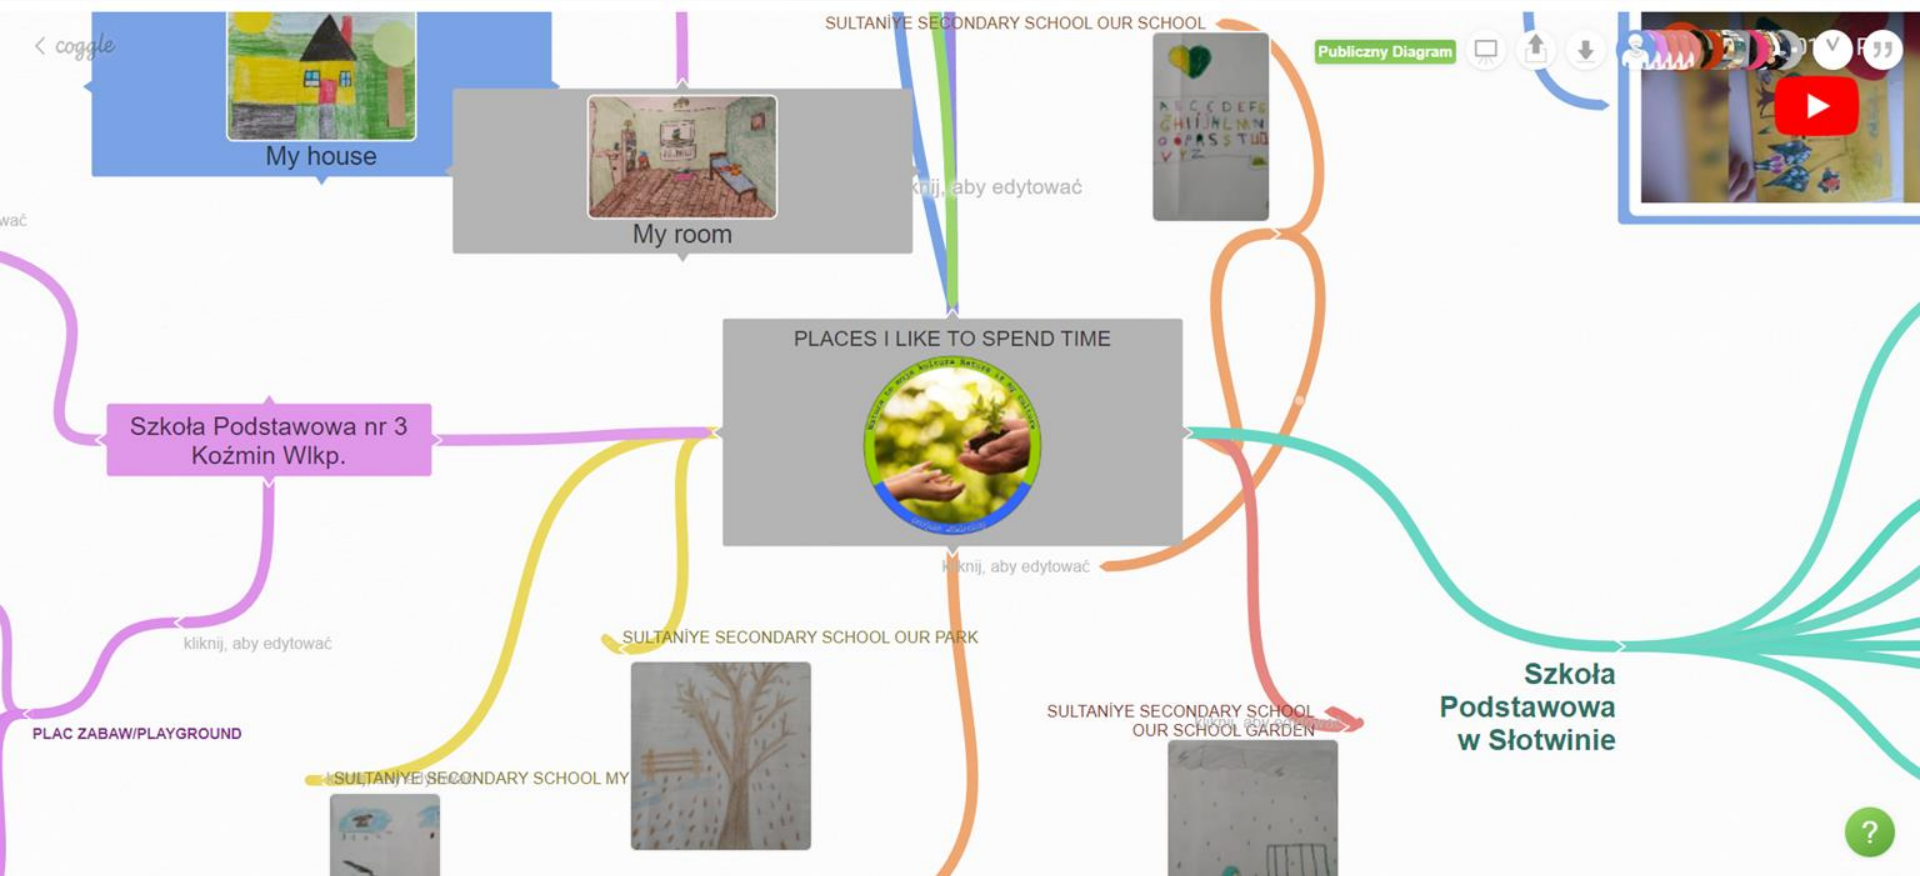 SULTANİYE SECONDARY SCHOOL OUR SCHOOL
coggle
Publiczny Diagram
My house
My room
knij, aby edytować
wać
A B C Ç D E F G
V Y Z
PLACES I LIKE TO SPEND TIME
Szkoła Podstawowa nr 3
Koźmin Wlkp.
kliknij, aby edytować
kliknij, aby edytować
SULTANİYE SECONDARY SCHOOL OUR PARK
PLAC ZABAW/PLAYGROUND
SULTANİYE SECONDARY SCHOOL MY
SULTANİYE SECONDARY SCHOOL
OUR SCHOOL GARDEN
Szkoła
Podstawowa
w Słotwinie
?